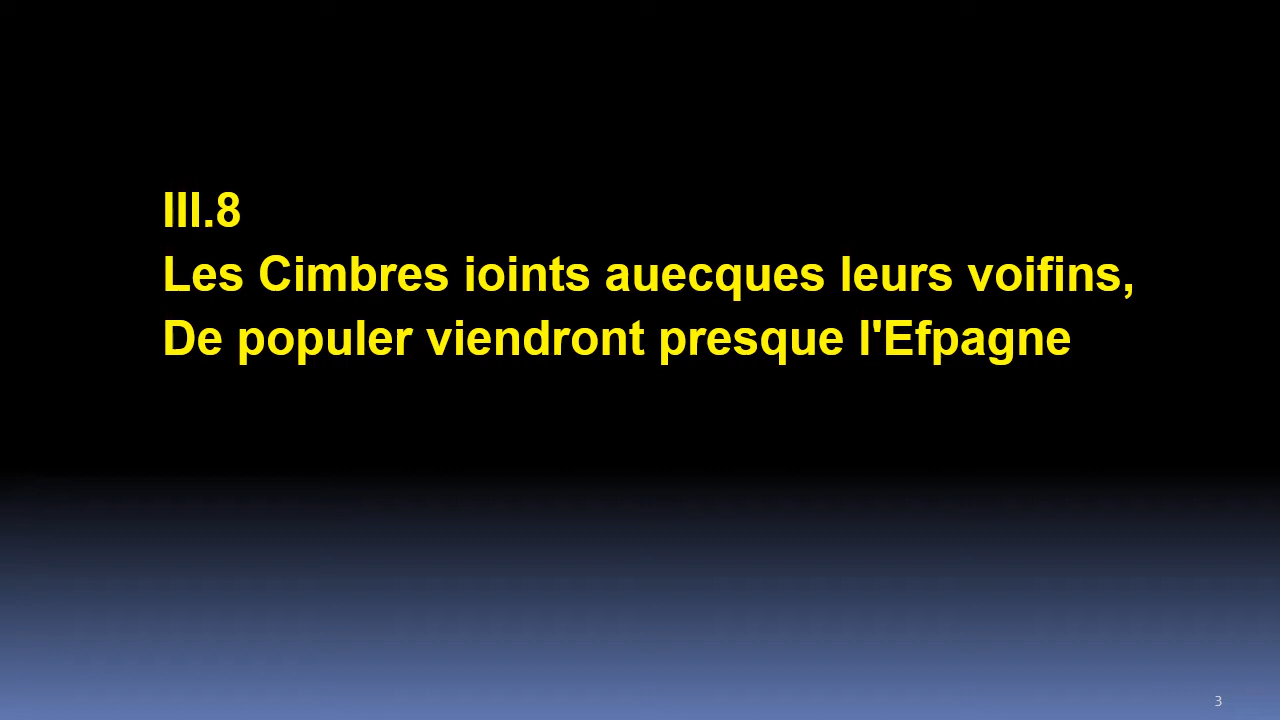 III.8
Les Cimbres ioints auecques leurs voifins,
De populer viendront presque l'Efpagne
3